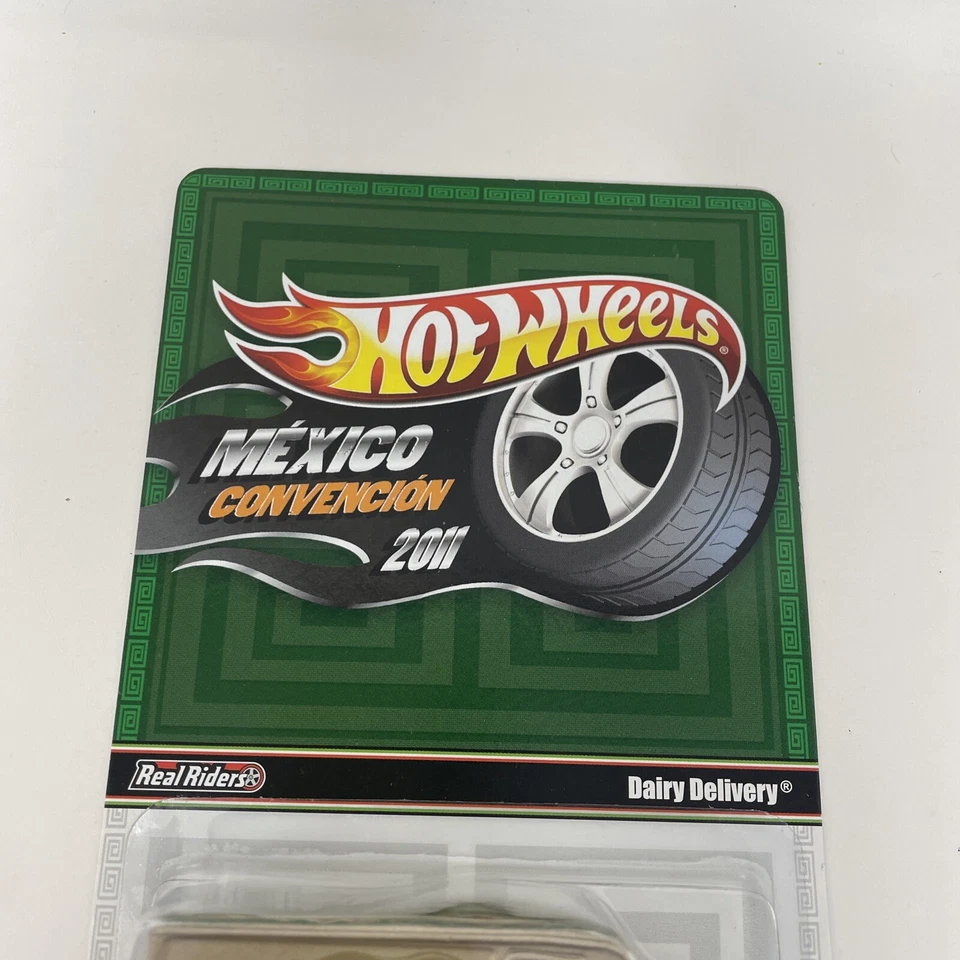 HOT WHEELS®
MÉXICO
CONVENCIÓN
2011
Real Riders
Dairy Delivery®